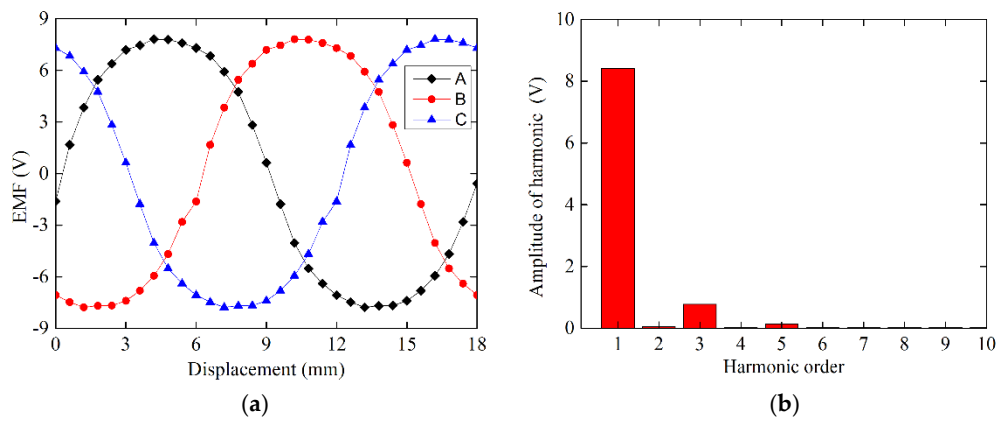 9
6
3
0
-3
-6
-9
EMF (V)
A
B
C
0 3 6 9 12 15 18
Displacement (mm)
(a)
10
8
6
4
2
0
Amplitude of harmonic (V)
1 2 3 4 5 6 7 8 9 10
Harmonic order
(b)